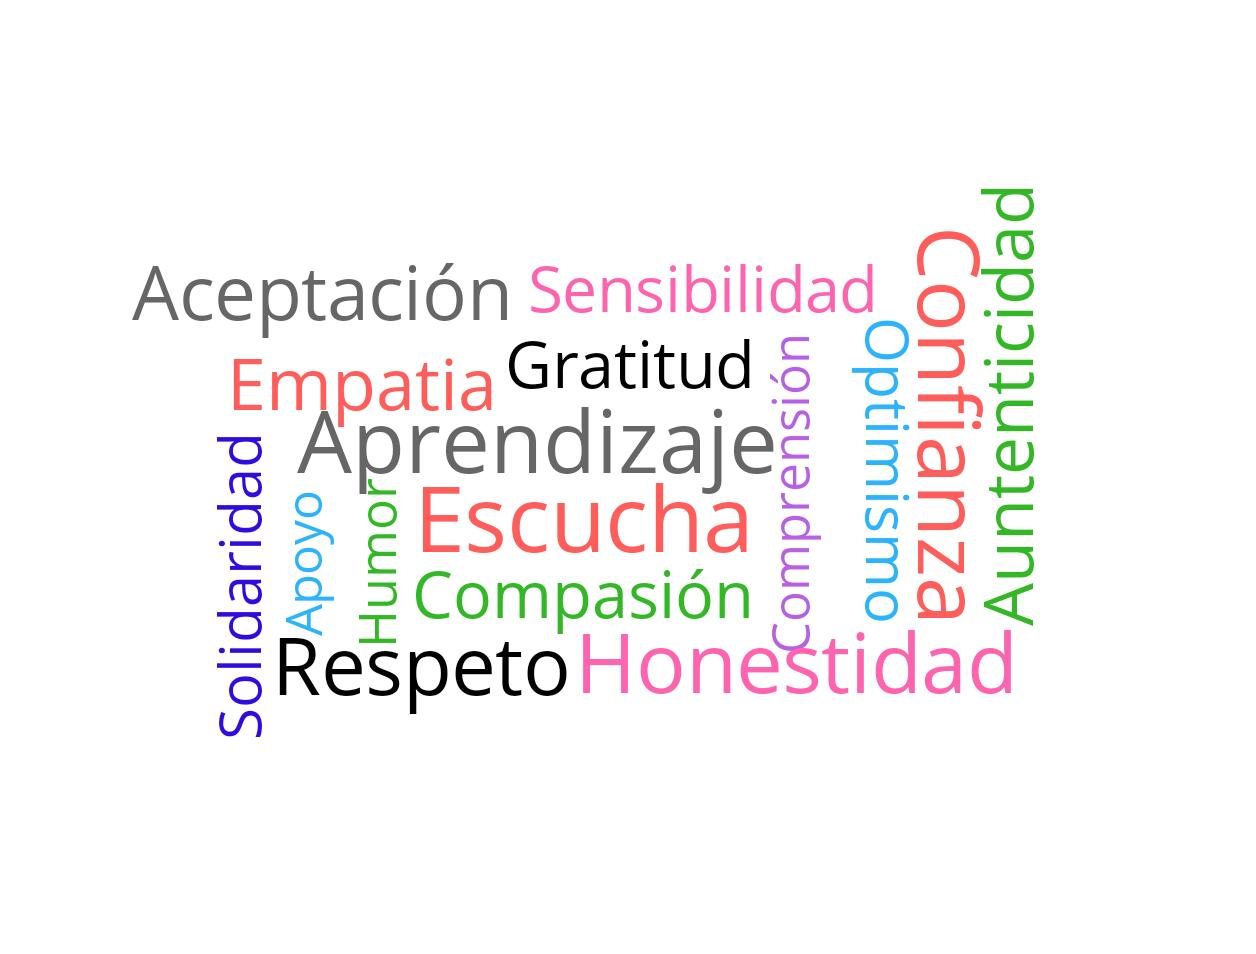 Aceptación
Sensibilidad
Empatia
Gratitud
Aprendizaje
Escucha
Compasión
Respeto
Honestidad
Solidaridad
Apoyo
Humor
Comprensión
Optimismo
Confianza
Auntenticidad